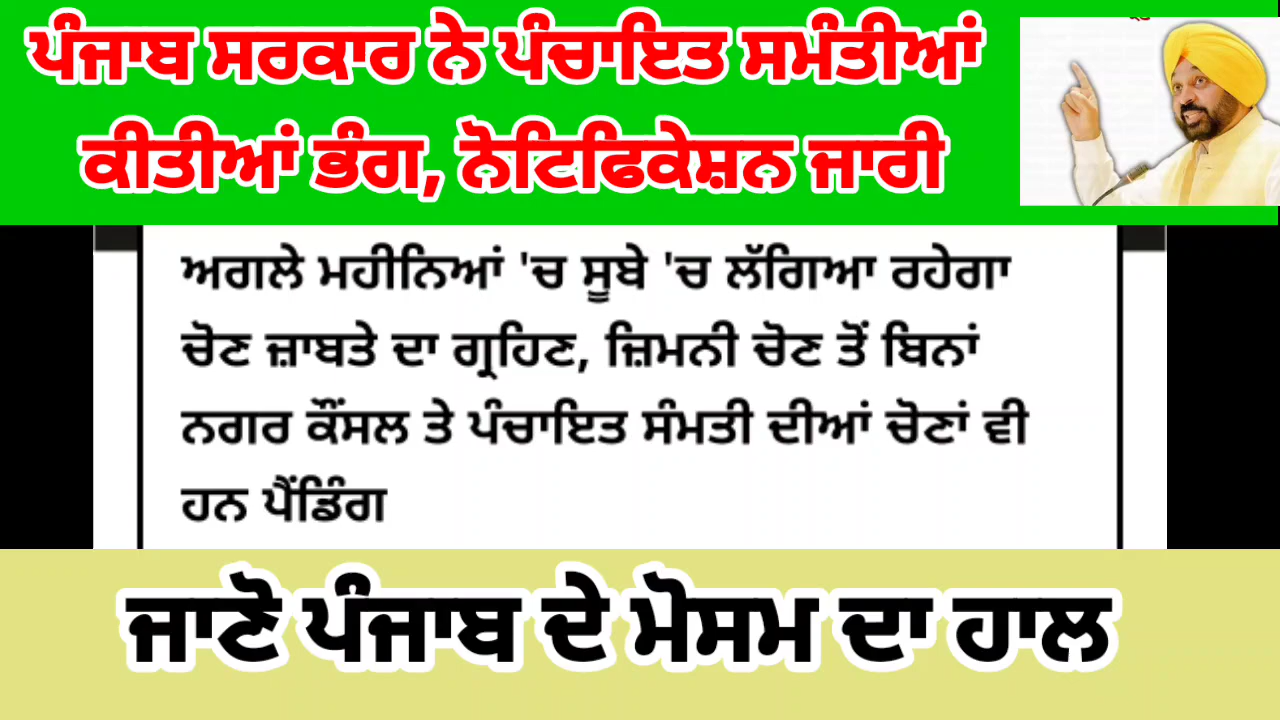 ਪੰਜਾਬ ਸਰਕਾਰ ਨੇ ਪੰਚਾਇਤ ਸਮੰਤੀਆਂ
ਕੀਤੀਆਂ ਭੰਗ, ਨੋਟਿਫਿਕੇਸ਼ਨ ਜਾਰੀ
ਅਗਲੇ ਮਹੀਨਿਆਂ 'ਚ ਸੂਬੇ 'ਚ ਲੱਗਿਆ ਰਹੇਗਾ
ਚੋਣ ਜ਼ਾਬਤੇ ਦਾ ਗ੍ਰਹਿਣ, ਜ਼ਿਮਨੀ ਚੋਣ ਤੋਂ ਬਿਨਾਂ
ਨਗਰ ਕੌਂਸਲ ਤੇ ਪੰਚਾਇਤ ਸੰਮਤੀ ਦੀਆਂ ਚੋਣਾਂ ਵੀ
ਹਨ ਪੈਂਡਿੰਗ
ਜਾਣੋ ਪੰਜਾਬ ਦੇ ਮੋਸਮ ਦਾ ਹਾਲ